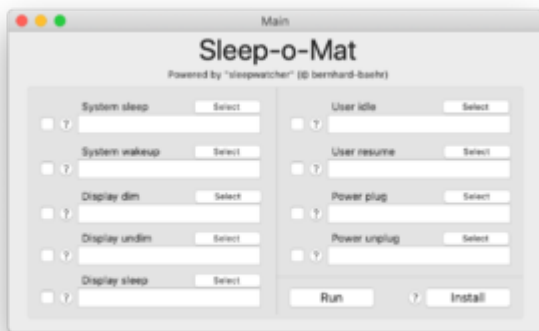 Main
Sleep-o-Mat
Powered by "sleepwatcher" (© bernhard-baehr)
System sleep Select
?
System wakeup Select
?
Display dim Select
?
Display undim Select
?
Display sleep Select
?
User idle Select
?
User resume Select
?
Power plug Select
?
Power unplug Select
?
Run ? Install